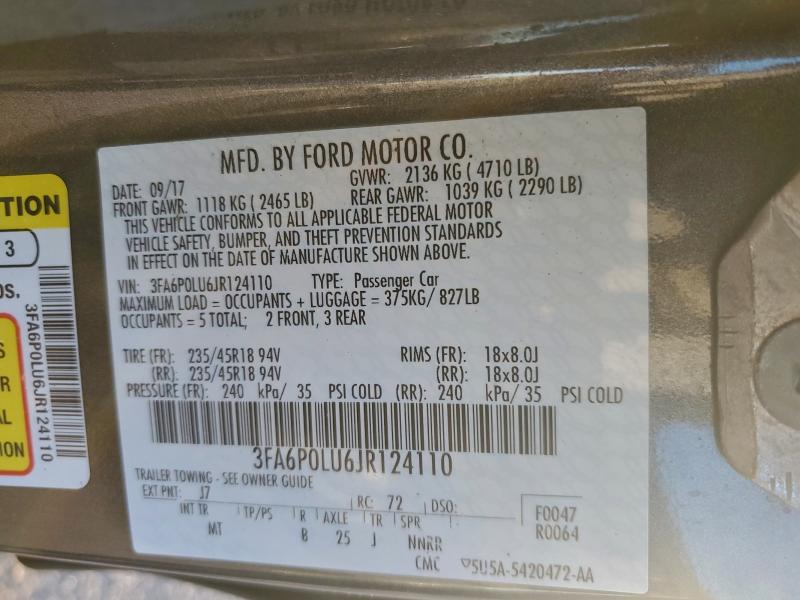 MFD. BY FORD MOTOR CO.
DATE: 09/17 GVWR: 2136 KG (4710 LB)
FRONT GAWR: 1118 KG (2465 LB) REAR GAWR: 1039 KG (2290 LB)
THIS VEHICLE CONFORMS TO ALL APPLICABLE FEDERAL MOTOR
VEHICLE SAFETY, BUMPER, AND THEFT PREVENTION STANDARDS
IN EFFECT ON THE DATE OF MANUFACTURE SHOWN ABOVE.
VIN: 3FA6P0LU6JR124110 TYPE: Passenger Car
MAXIMUM LOAD = OCCUPANTS + LUGGAGE = 375KG/ 827LB
OCCUPANTS = 5 TOTAL; 2 FRONT, 3 REAR
TIRE (FR): 235/45R18 94V RIMS (FR): 18x8.0J
(RR): 235/45R18 94V (RR): 18x8.0J
PRESSURE (FR): 240 kPa/ 35 PSI COLD (RR): 240 kPa/ 35 PSI COLD
3FA6P0LU6JR124110
TRAILER TOWING - SEE OWNER GUIDE
EXT PNT: J7 RC: 72 DSO:
INT TR TP/PS R AXLE TR SPR
MT B 25 J NNRR
F0047
R0064
CMC 5U5A-5420472-AA
TION
3
OS.
S
R
AL
ION
3FA6P0LU6JR124110